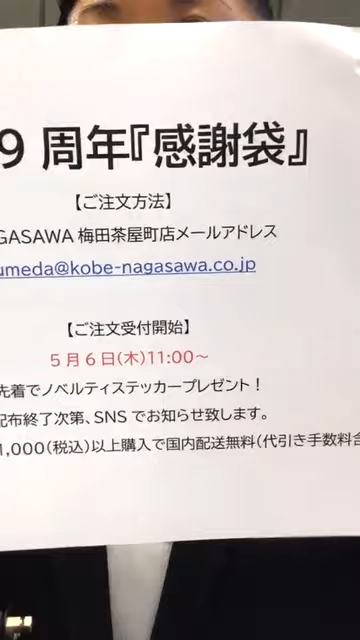 9 周年『感謝袋』
【ご注文方法】
GASAWA 梅田茶屋町店メールアドレス
umeda@kobe-nagasawa.co.jp
【ご注文受付開始】
5月6日(木)11:00～
先着でノベルティステッカープレゼント！
配布終了次第、SNSでお知らせ致します。
1,000(税込)以上購入で国内配送無料(代引き手数料含